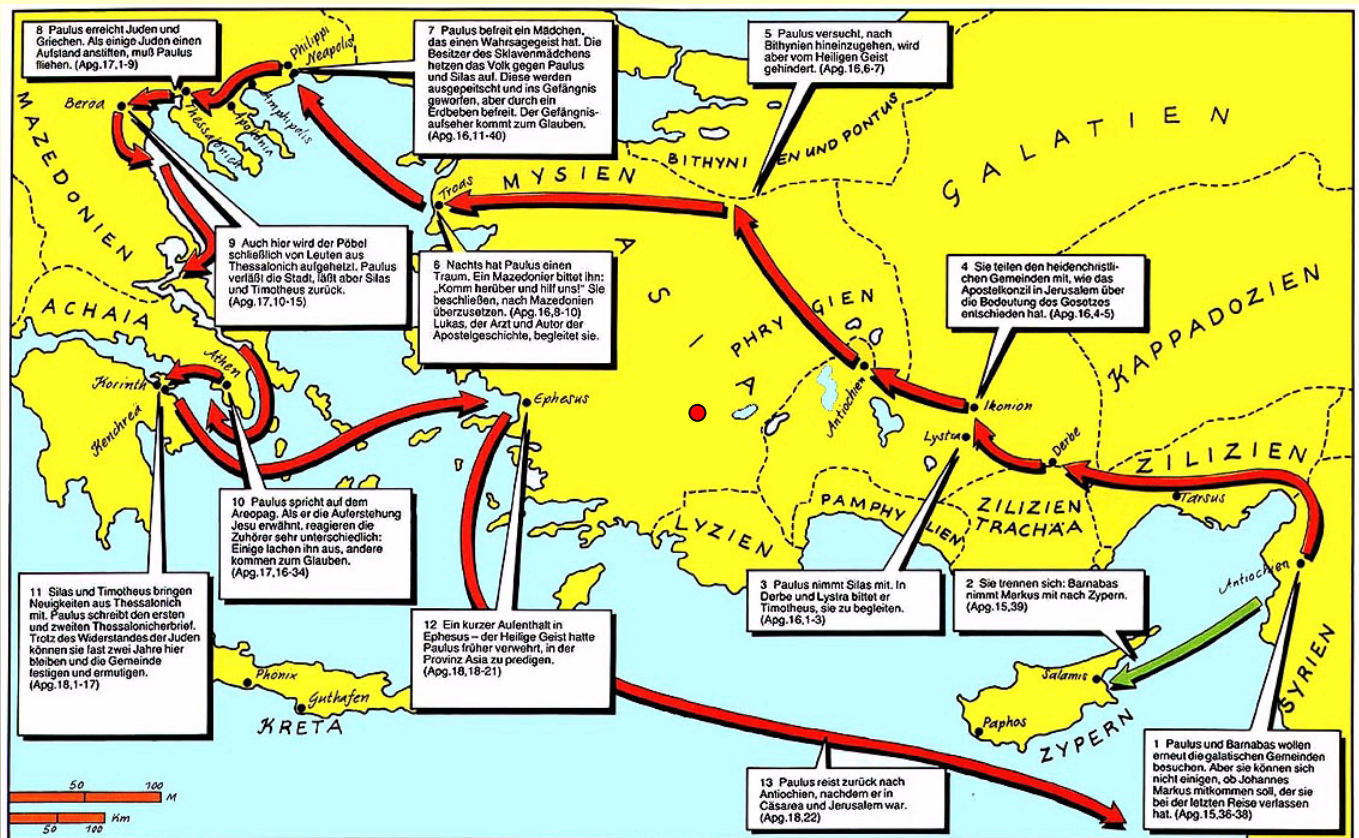 8 Paulus erreicht Juden und
Griechen. Als einige Juden einen
Aufstand anstiften, muß Paulus
fliehen. (Apg.17,1-9)
7 Paulus befreit ein Mädchen,
das einen Wahrsagegeist hat. Die
Besitzer des Sklavenmädchens
hetzen das Volk gegen Paulus
und Silas auf. Diese werden
ausgepeitscht und ins Gefängnis
geworfen, aber durch ein
Erdbeben befreit. Der Gefängnis-
aufseher kommt zum Glauben.
(Apg.16,11-40)
5 Paulus versucht, nach
Bithynien hineinzugehen, wird
aber vom Heiligen Geist
gehindert. (Apg.16,6-7)
Philippi
Neapolis
Beröa
Amphipolis
Apolonia
Thessalonich
MAZEDONIEN
BITHYNI EN UND PONTUS
GALATIEN
MYSIEN
Troas
9 Auch hier wird der Pöbel
schließlich von Leuten aus
Thessalonich aufgehetzt. Paulus
verläßt die Stadt, läßt aber Silas
und Timotheus zurück.
(Apg.17,10-15)
6 Nachts hat Paulus einen
Traum. Ein Mazedonier bittet ihn:
„Komm herüber und hilf uns!“ Sie
beschließen, nach Mazedonien
überzusetzen. (Apg.16,8-10)
Lukas, der Arzt und Autor der
Apostelgeschichte, begleitet sie.
4 Sie teilen den heidenchristli-
chen Gemeinden mit, wie das
Apostelkonzil in Jerusalem über
die Bedeutung des Gosotzes
entschieden hat. (Apg.16,4-5)
ASIA
PHRYGIEN
KAPPADOZIEN
ACHAIA
Athen
Korinth
Kenchreä
Ephesus
Antiochien
Ikonion
Lystra
Derbe
ZILIZIEN
Tarsus
LYZIEN
PAMPHYLIEN
ZILIZIEN
TRACHÄA
10 Paulus spricht auf dem
Areopag. Als er die Auferstehung
Jesu erwähnt, reagieren die
Zuhörer sehr unterschiedlich:
Einige lachen ihn aus, andere
kommen zum Glauben.
(Apg.17,16-34)
11 Silas und Timotheus bringen
Neuigkeiten aus Thessalonich
mit. Paulus schreibt den ersten
und zweiten Thossalonicherbrief.
Trotz des Widerstandes der Juden
können sie fast zwei Jahre hier
bleiben und die Gemeinde
festigen und ermutigen.
(Apg.18,1-17)
12 Ein kurzer Aufenthalt in
Ephesus – der Heilige Geist hatte
Paulus früher verwehrt, in der
Provinz Asia zu predigen.
(Apg.18,18-21)
3 Paulus nimmt Silas mit. In
Derbe und Lystra bittet er
Timotheus, sie zu begleiten.
(Apg.16,1-3)
2 Sie trennen sich: Barnabas
nimmt Markus mit nach Zypern.
(Apg.15,39)
Antiochien
SYRIEN
Salamis
Paphos
ZYPERN
Phönix
Guthafen
KRETA
1 Paulus und Barnabas wollen
erneut die galatischen Gemeinden
besuchen. Aber sie können sich
nicht einigen, ob Johannes
Markus mitkommen soll, der sie
bei der letzten Reise verlassen
hat. (Apg.15,36-38)
13 Paulus reist zurück nach
Antiochien, nachdem er in
Cäsarea und Jerusalem war.
(Apg.18,22)
50 100 M
50 100 Km